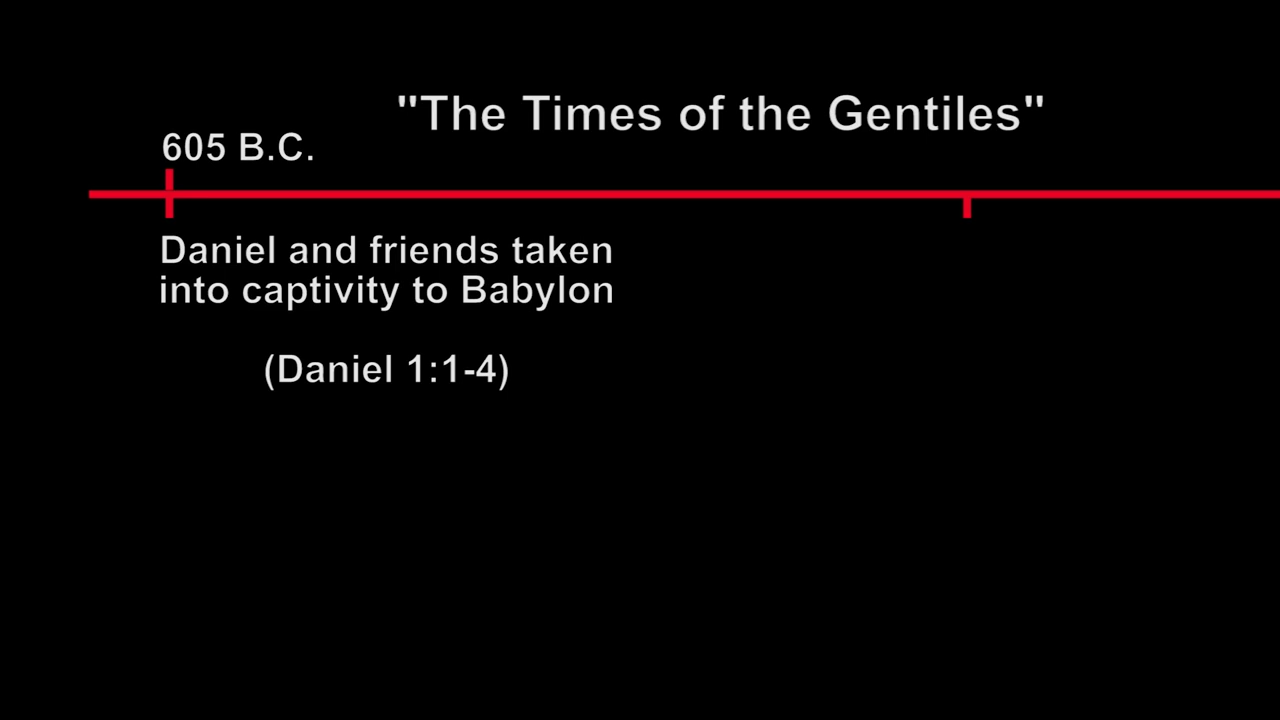 "The Times of the Gentiles"
605 B.C.
Daniel and friends taken
into captivity to Babylon
(Daniel 1:1-4)